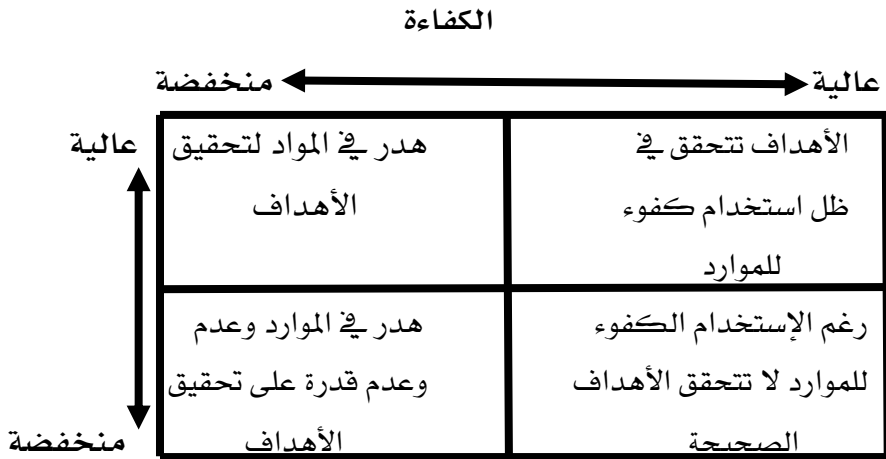 الكفاءة
عالية منخفضة
عالية
الأهداف تتحقق في
ظل استخدام كفوء
للموارد
هدر في المواد لتحقيق
الأهداف
رغم الإستخدام الكفوء
للموارد لا تتحقق الأهداف
الصحيحة
هدر في الموارد وعدم
وعدم قدرة على تحقيق
الأهداف
منخفضة